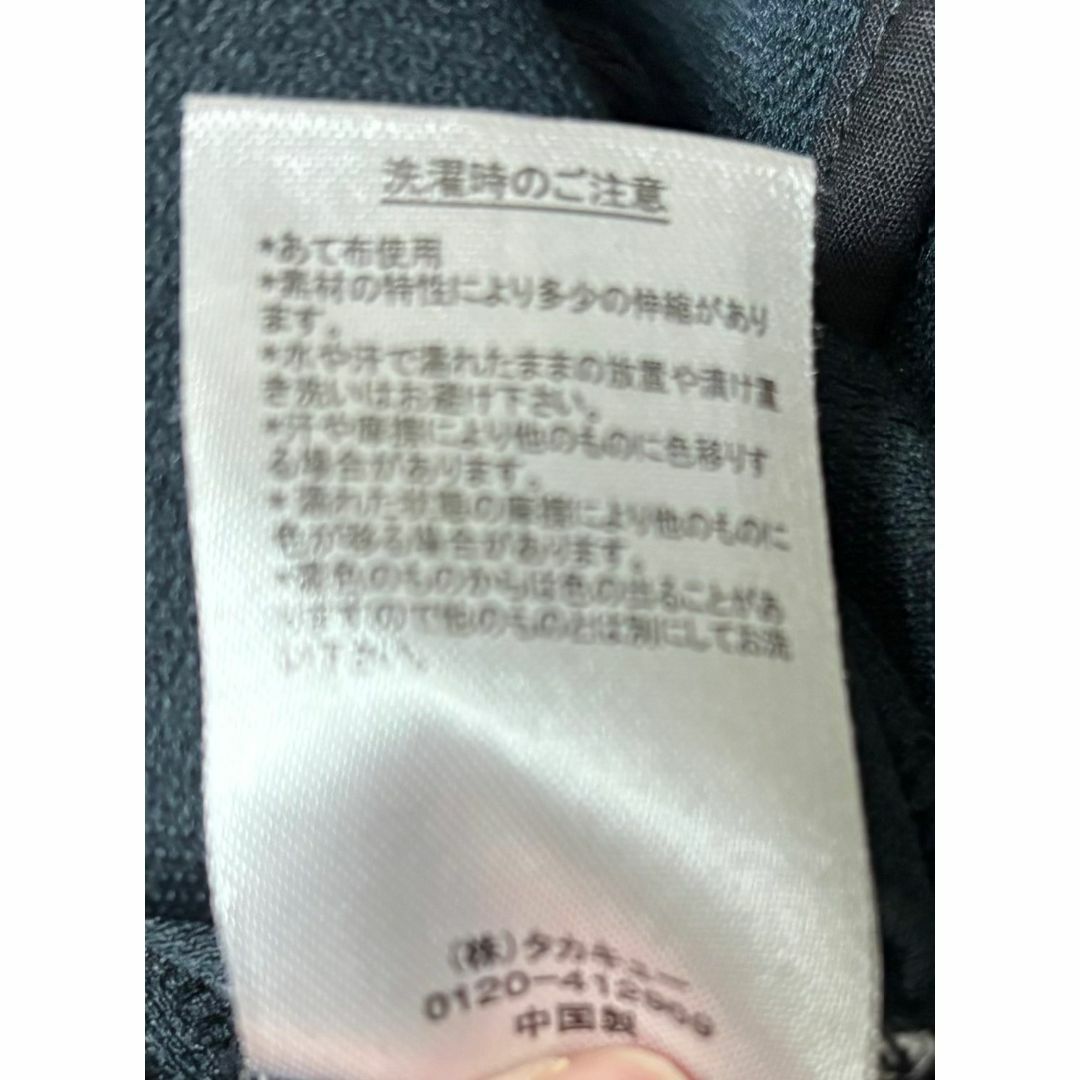 洗濯時のご注意
*あて布使用
*素材の特性により多少の伸縮があり
ます。
*水や汗で濡れたままの放置や漬け置
き洗いはお避け下さい。
*汗や摩擦により他のものに色移りす
る場合があります。
*濡れた状態の摩擦により他のものに
色が移る場合があります。
*濃色のものからは色の出ることがあ
りますので他のものとは別にしてお洗
い下さい。
(株)タカキュー
0120-412909
中国製